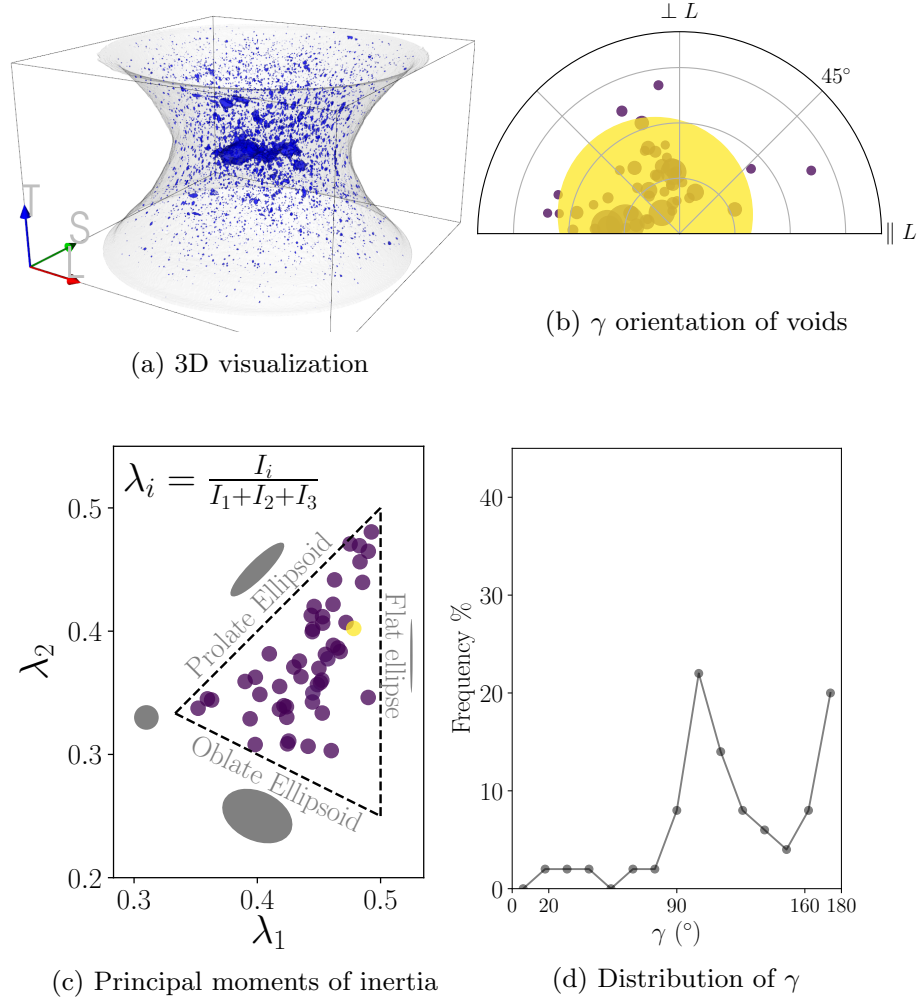 T
S
L
(a) 3D visualization
⊥ L
45°
∥ L
(b) γ orientation of voids
λ_i = I_i / (I_1+I_2+I_3)
0.5
0.4
0.3
0.2
λ_2
Prolate Ellipsoid
Flat ellipse
Oblate Ellipsoid
0.3 0.4 0.5
λ_1
(c) Principal moments of inertia
40
30
20
10
0
Frequency %
0 20 90 160 180
γ (°)
(d) Distribution of γ